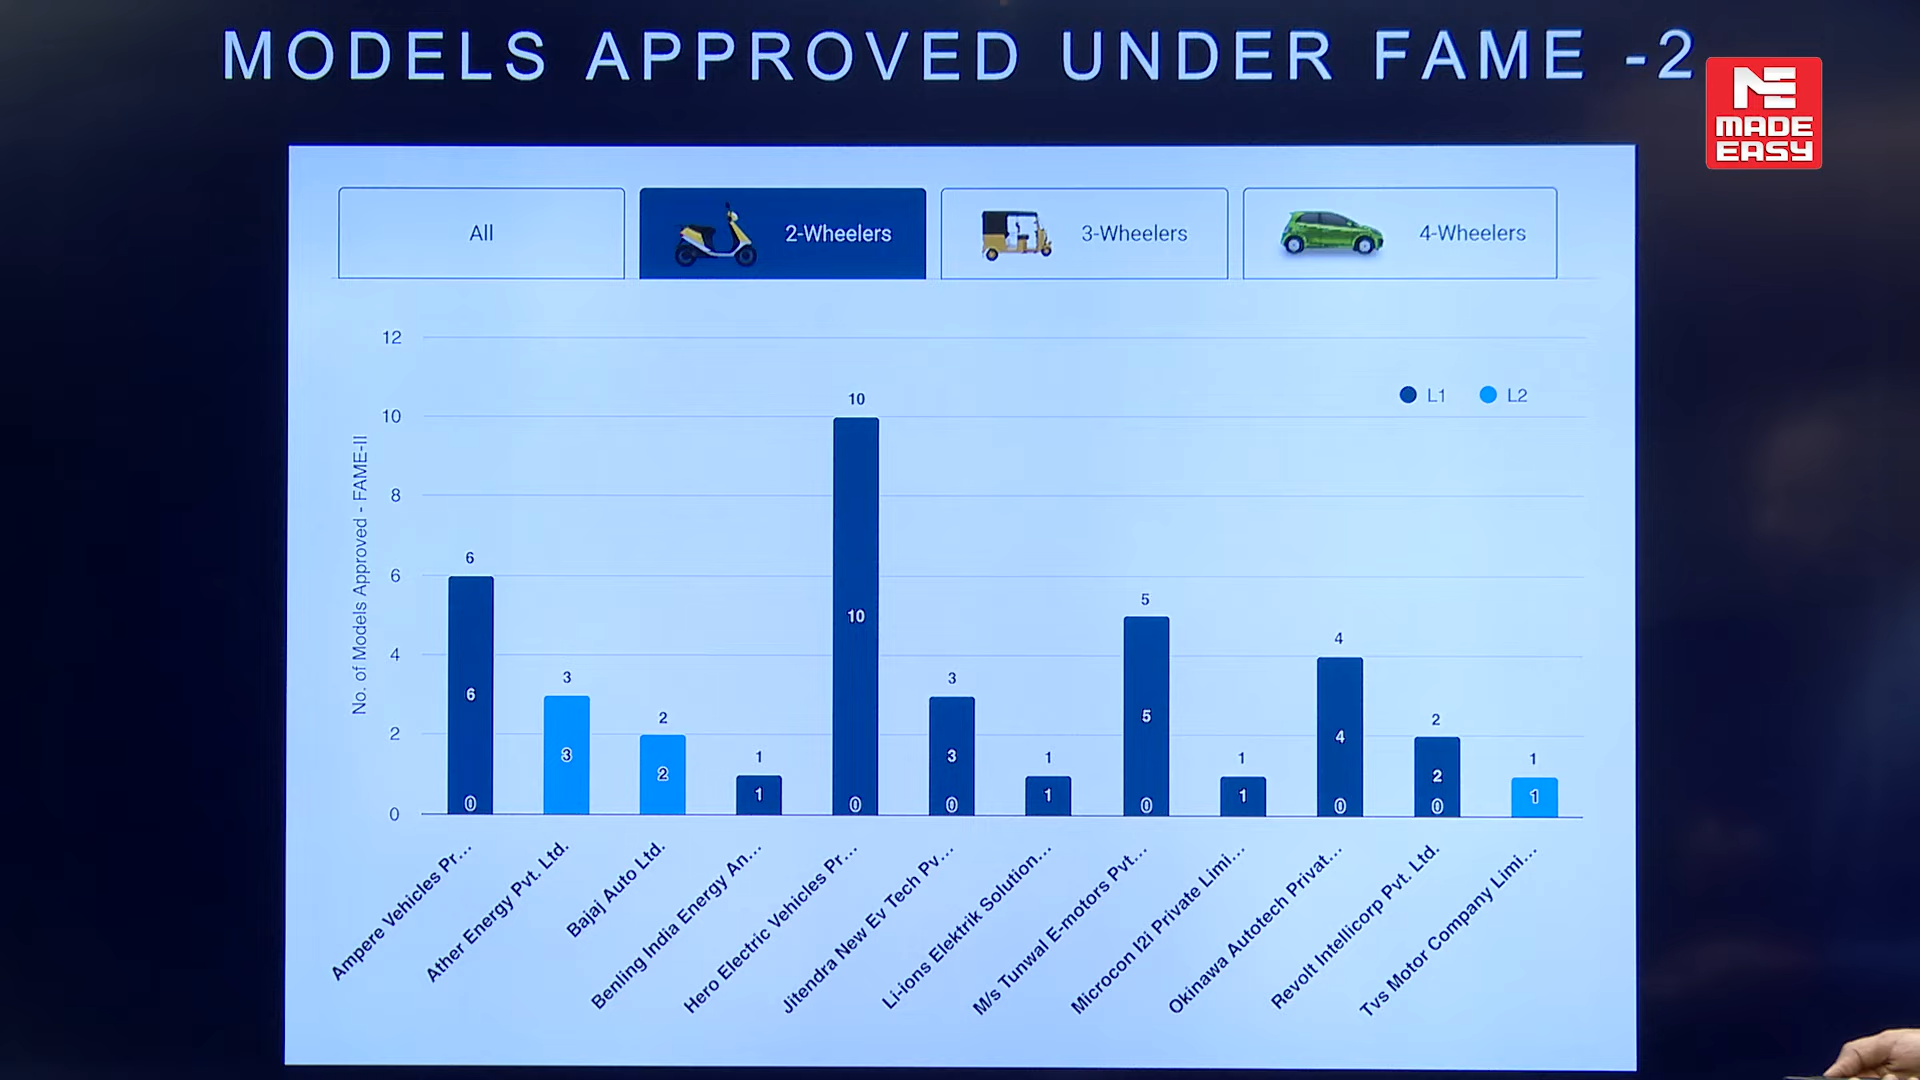 MODELS APPROVED UNDER FAME -2
ME
MADE
EASY
All
2-Wheelers
3-Wheelers
4-Wheelers
12
10
8
6
4
2
0
No. of Models Approved - FAME-II
L1
L2
6
3
2
1
10
3
1
5
1
4
2
1
6
3
2
1
10
3
1
5
1
4
2
1
0
0
0
0
0
0
Ampere Vehicles Pr...
Ather Energy Pvt. Ltd.
Bajaj Auto Ltd.
Benling India Energy An...
Hero Electric Vehicles Pr...
Jitendra New Ev Tech Pv...
Li-ions Elektrik Solution...
M/s Tunwal E-motors Pvt...
Microcon I2i Private Limi...
Okinawa Autotech Privat...
Revolt Intellicorp Pvt. Ltd.
Tvs Motor Company Limi...